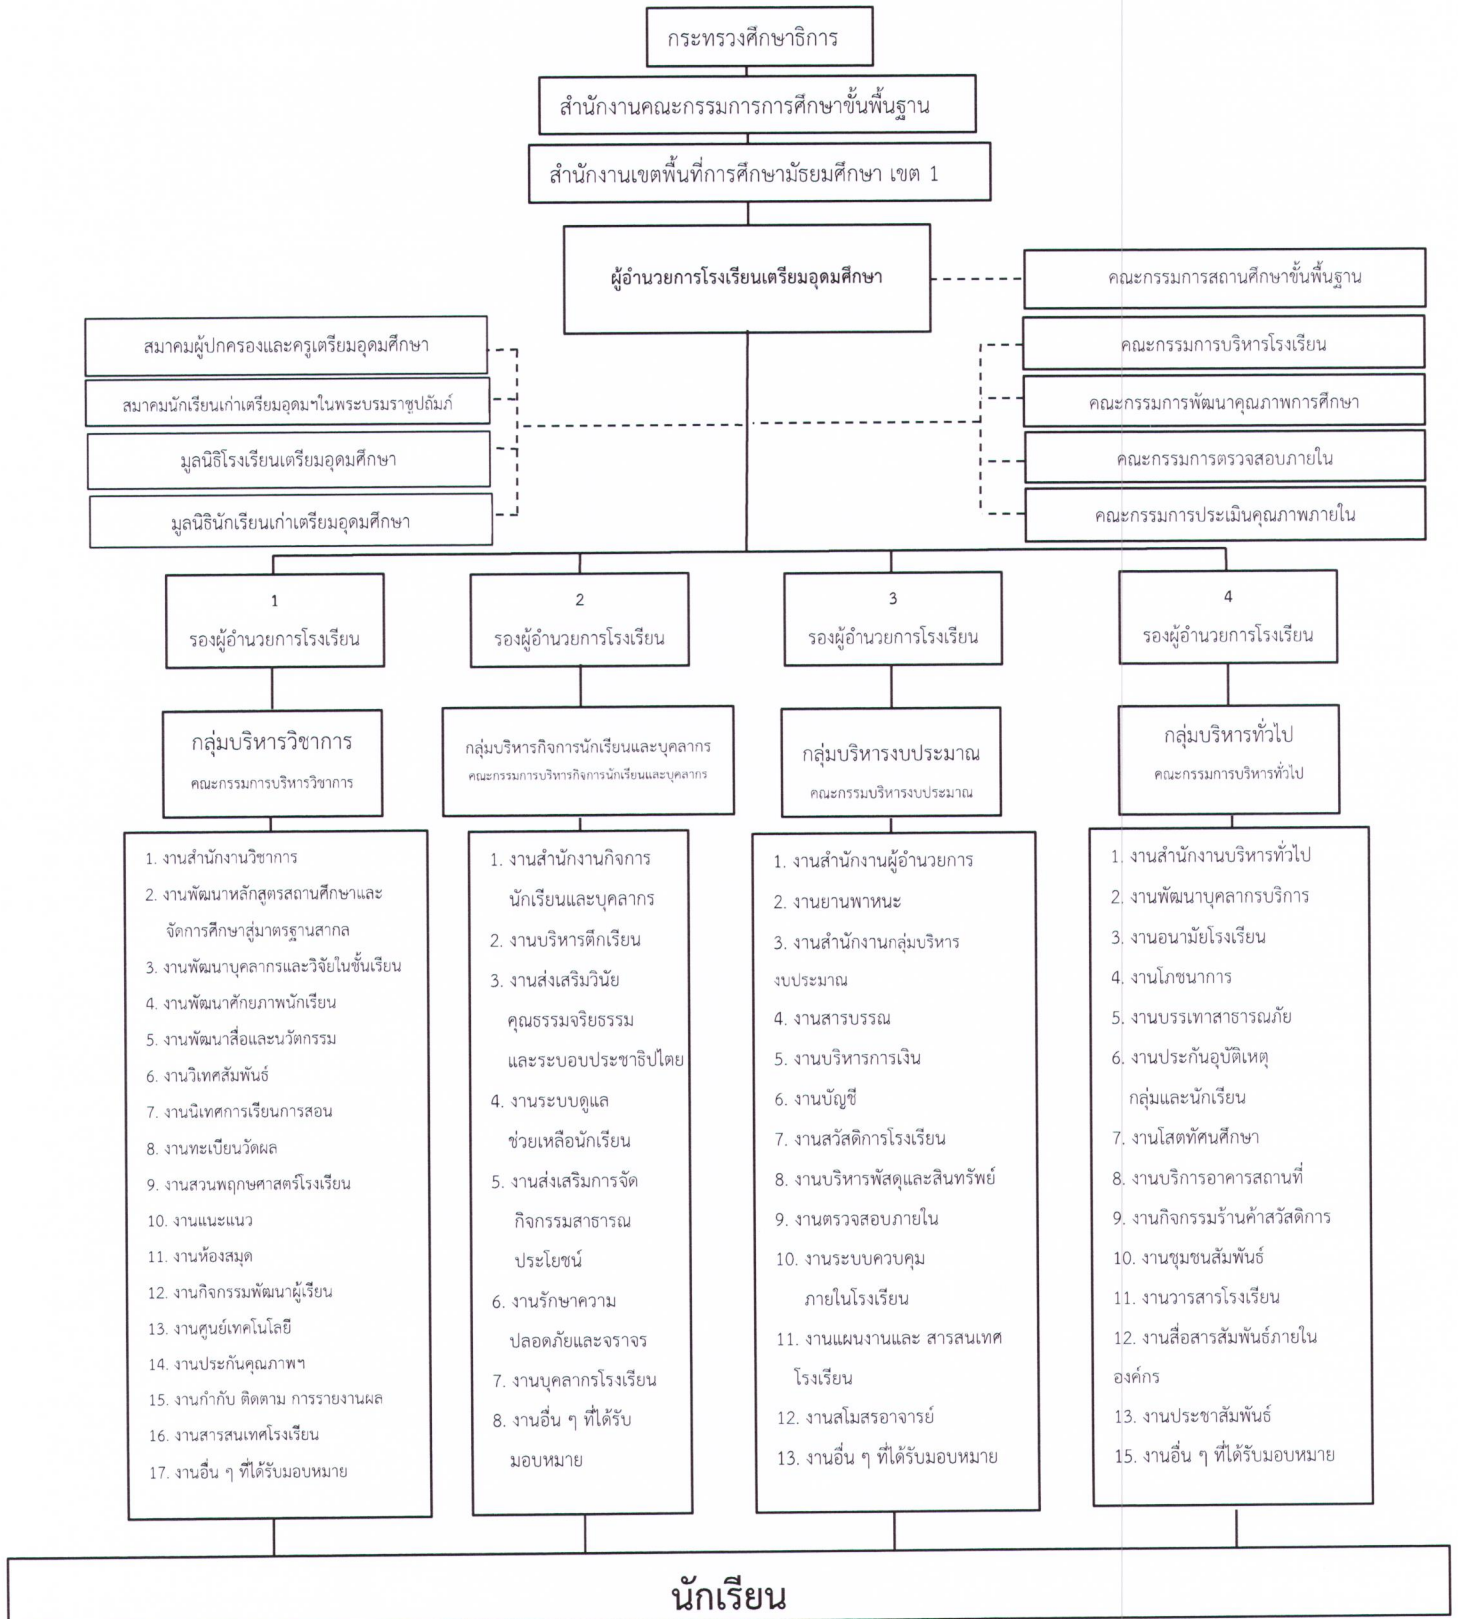 กระทรวงศึกษาธิการ
สำนักงานคณะกรรมการการศึกษาขั้นพื้นฐาน
สำนักงานเขตพื้นที่การศึกษามัธยมศึกษา เขต 1
ผู้อำนวยการโรงเรียนเตรียมอุดมศึกษา
คณะกรรมการสถานศึกษาขั้นพื้นฐาน
สมาคมผู้ปกครองและครูเตรียมอุดมศึกษา
สมาคมนักเรียนเก่าเตรียมอุดมฯในพระบรมราชูปถัมภ์
มูลนิธิโรงเรียนเตรียมอุดมศึกษา
มูลนิธินักเรียนเก่าเตรียมอุดมศึกษา
คณะกรรมการบริหารโรงเรียน
คณะกรรมการพัฒนาคุณภาพการศึกษา
คณะกรรมการตรวจสอบภายใน
คณะกรรมการประเมินคุณภาพภายใน
1
รองผู้อำนวยการโรงเรียน
กลุ่มบริหารวิชาการ
คณะกรรมการบริหารวิชาการ
1. งานสำนักงานวิชาการ
2. งานพัฒนาหลักสูตรสถานศึกษาและ
จัดการศึกษาสู่มาตรฐานสากล
3. งานพัฒนาบุคลากรและวิจัยในชั้นเรียน
4. งานพัฒนาศักยภาพนักเรียน
5. งานพัฒนาสื่อและนวัตกรรม
6. งานวิเทศสัมพันธ์
7. งานนิเทศการเรียนการสอน
8. งานทะเบียนวัดผล
9. งานสวนพฤกษศาสตร์โรงเรียน
10. งานแนะแนว
11. งานห้องสมุด
12. งานกิจกรรมพัฒนาผู้เรียน
13. งานศูนย์เทคโนโลยี
14. งานประกันคุณภาพฯ
15. งานกำกับ ติดตาม การรายงานผล
16. งานสารสนเทศโรงเรียน
17. งานอื่น ๆ ที่ได้รับมอบหมาย
2
รองผู้อำนวยการโรงเรียน
กลุ่มบริหารกิจการนักเรียนและบุคลากร
คณะกรรมการบริหารกิจการนักเรียนและบุคลากร
1. งานสำนักงานกิจการ
นักเรียนและบุคลากร
2. งานบริหารตึกเรียน
3. งานส่งเสริมวินัย
คุณธรรมจริยธรรม
และระบอบประชาธิปไตย
4. งานระบบดูแล
ช่วยเหลือนักเรียน
5. งานส่งเสริมการจัด
กิจกรรมสาธารณ
ประโยชน์
6. งานรักษาความ
ปลอดภัยและจราจร
7. งานบุคลากรโรงเรียน
8. งานอื่น ๆ ที่ได้รับ
มอบหมาย
3
รองผู้อำนวยการโรงเรียน
กลุ่มบริหารงบประมาณ
คณะกรรมบริหารงบประมาณ
1. งานสำนักงานผู้อำนวยการ
2. งานยานพาหนะ
3. งานสำนักงานกลุ่มบริหาร
งบประมาณ
4. งานสารบรรณ
5. งานบริหารการเงิน
6. งานบัญชี
7. งานสวัสดิการโรงเรียน
8. งานบริหารพัสดุและสินทรัพย์
9. งานตรวจสอบภายใน
10. งานระบบควบคุม
ภายในโรงเรียน
11. งานแผนงานและ สารสนเทศ
โรงเรียน
12. งานสโมสรอาจารย์
13. งานอื่น ๆ ที่ได้รับมอบหมาย
4
รองผู้อำนวยการโรงเรียน
กลุ่มบริหารทั่วไป
คณะกรรมการบริหารทั่วไป
1. งานสำนักงานบริหารทั่วไป
2. งานพัฒนาบุคลากรบริการ
3. งานอนามัยโรงเรียน
4. งานโภชนาการ
5. งานบรรเทาสาธารณภัย
6. งานประกันอุบัติเหตุ
กลุ่มและนักเรียน
7. งานโสตทัศนศึกษา
8. งานบริการอาคารสถานที่
9. งานกิจกรรมร้านค้าสวัสดิการ
10. งานชุมชนสัมพันธ์
11. งานวารสารโรงเรียน
12. งานสื่อสารสัมพันธ์ภายใน
องค์กร
13. งานประชาสัมพันธ์
15. งานอื่น ๆ ที่ได้รับมอบหมาย
นักเรียน